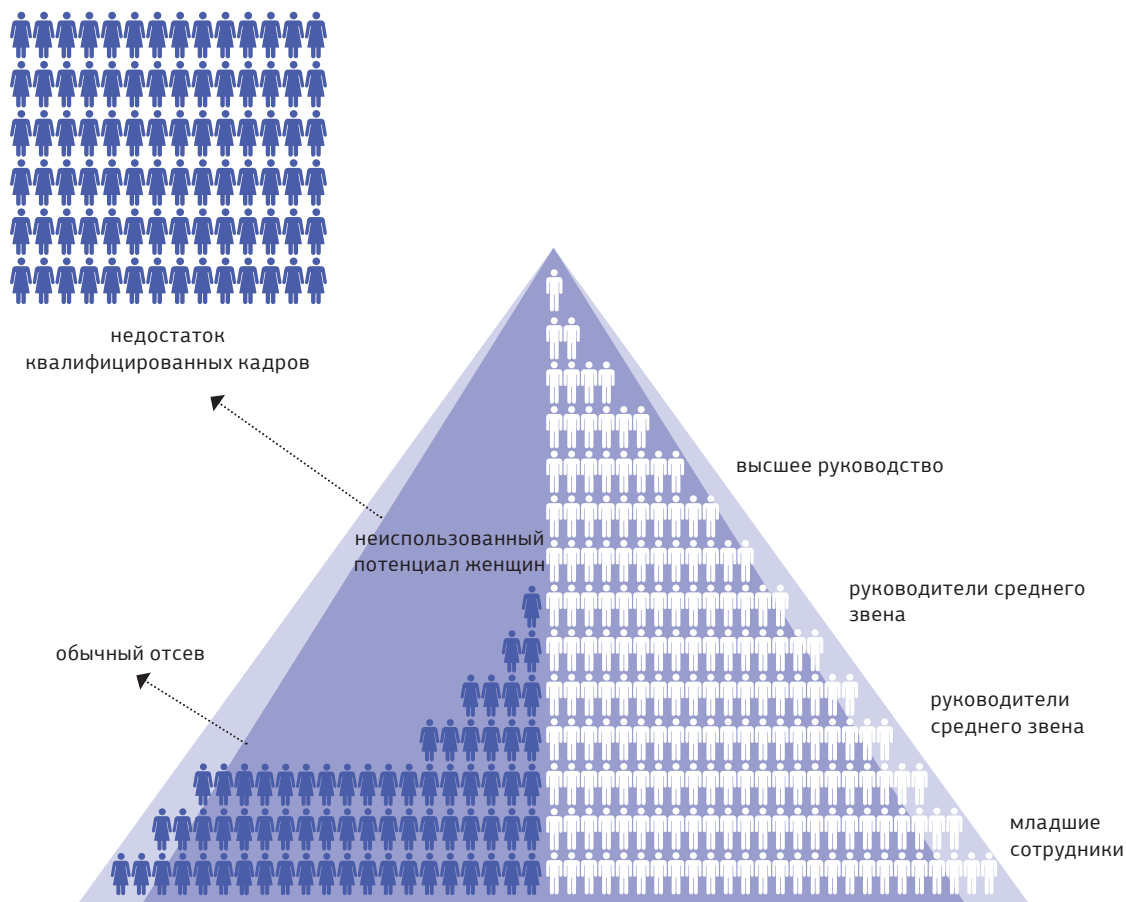 недостаток
квалифицированных кадров
высшее руководство
неиспользованный
потенциал женщин
руководители среднего
звена
обычный отсев
руководители
среднего звена
младшие
сотрудники